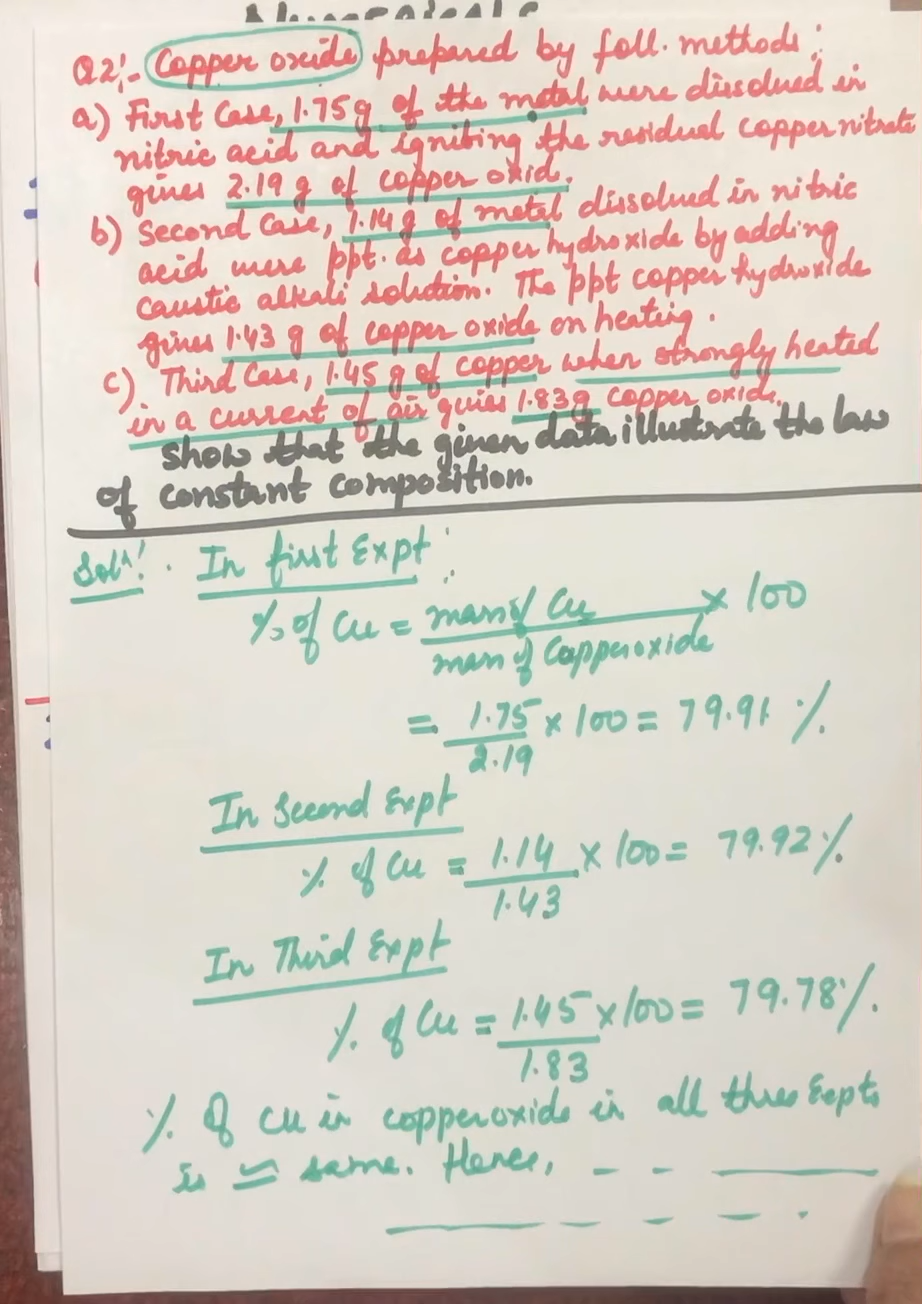 Numericals
Q2:- Copper oxide prepared by foll. methods:
a) First Case, 1.75g of the metal were dissolved in
nitric acid and igniting the residual copper nitrate
gives 2.19 g of copper oxid.
b) Second Case, 1.14g of metal dissolved in nitric
acid were ppt. as copper hydroxide by adding
caustic alkali solution. The ppt copper hydroxide
gives 1.43 g of copper oxide on heating.
c) Third Case, 1.45 g of copper when strongly heated
in a current of air guies 1.83g copper oxide.
Show that the given data illustrate the law
of constant composition.
Solⁿ: In first Expt:
% of Cu = mass of Cu × 100
mass of Copperoxide
= 1.75 × 100 = 79.91 %
2.19
In Second Expt
% of Cu = 1.14 × 100 = 79.92 %
1.43
In Third Expt
% of Cu = 1.45 × 100 = 79.78 %.
1.83
% Of Cu in copperoxide in all three Expts
is ≃ same. Hence, - - —
— - - - .